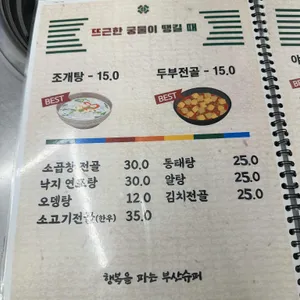 뜨근한 국물이 땡길 때
조개탕 - 15.0
두부전골 - 15.0
BEST
BEST
소곱창 전골 30.0
동태탕 25.0
낙지 연포탕 30.0
알탕 25.0
오뎅탕 12.0
김치전골 25.0
소고기전골(한우) 35.0
행복을 파는 부산슈퍼